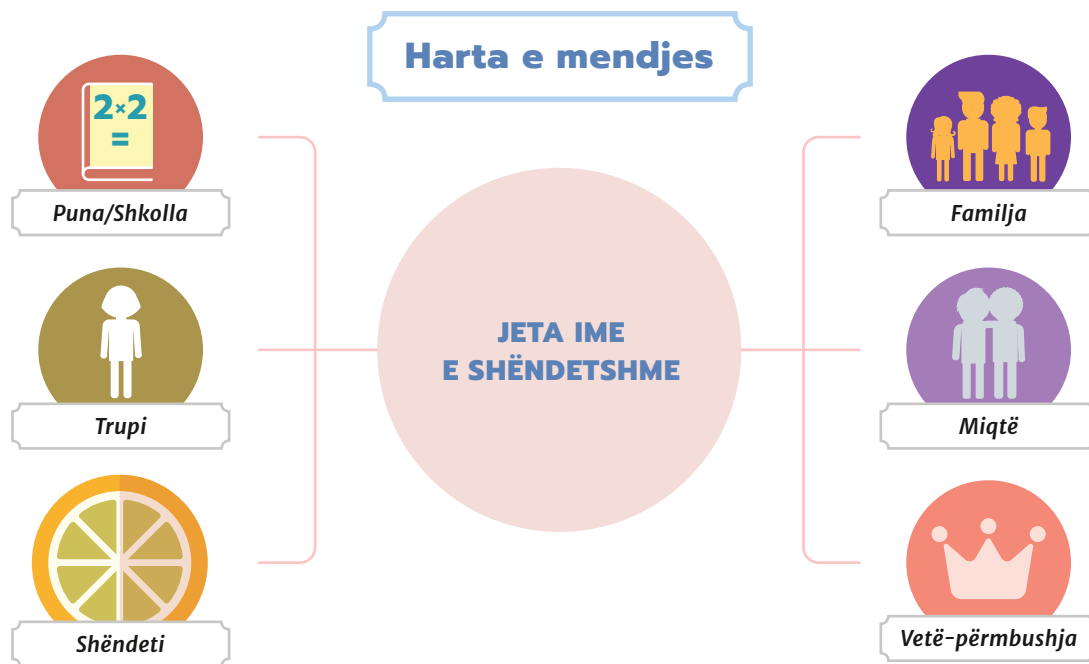 Harta e mendjes
2×2
=
Puna/Shkolla
Familja
JETA IME
E SHËNDETSHME
Trupi
Miqtë
Shëndeti
Vetë-përmbushja